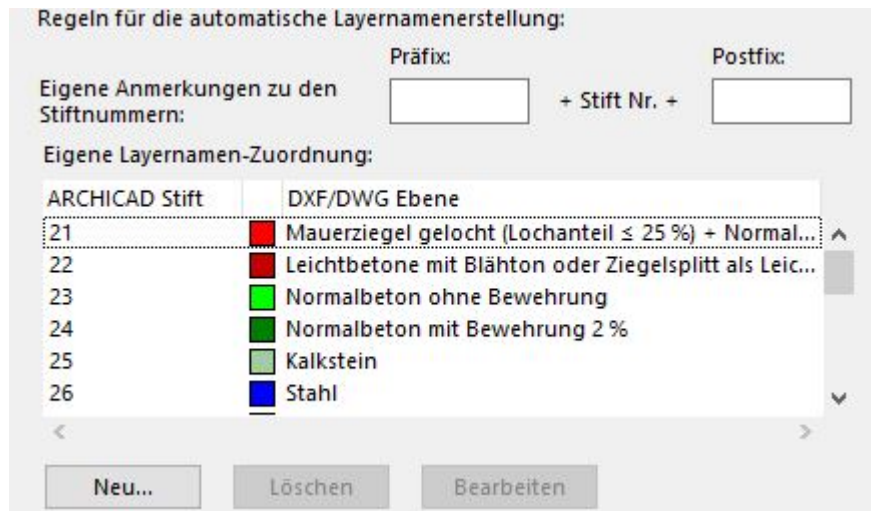 Regeln für die automatische Layernamenerstellung:
Präfix: Postfix:
Eigene Anmerkungen zu den
Stiftnummern:
+ Stift Nr. +
Eigene Layernamen-Zuordnung:
ARCHICAD Stift DXF/DWG Ebene
21 Mauerziegel gelocht (Lochanteil ≤ 25 %) + Normal...
22 Leichtbetone mit Blähton oder Ziegelsplitt als Leic...
23 Normalbeton ohne Bewehrung
24 Normalbeton mit Bewehrung 2 %
25 Kalkstein
26 Stahl
Neu... Löschen Bearbeiten